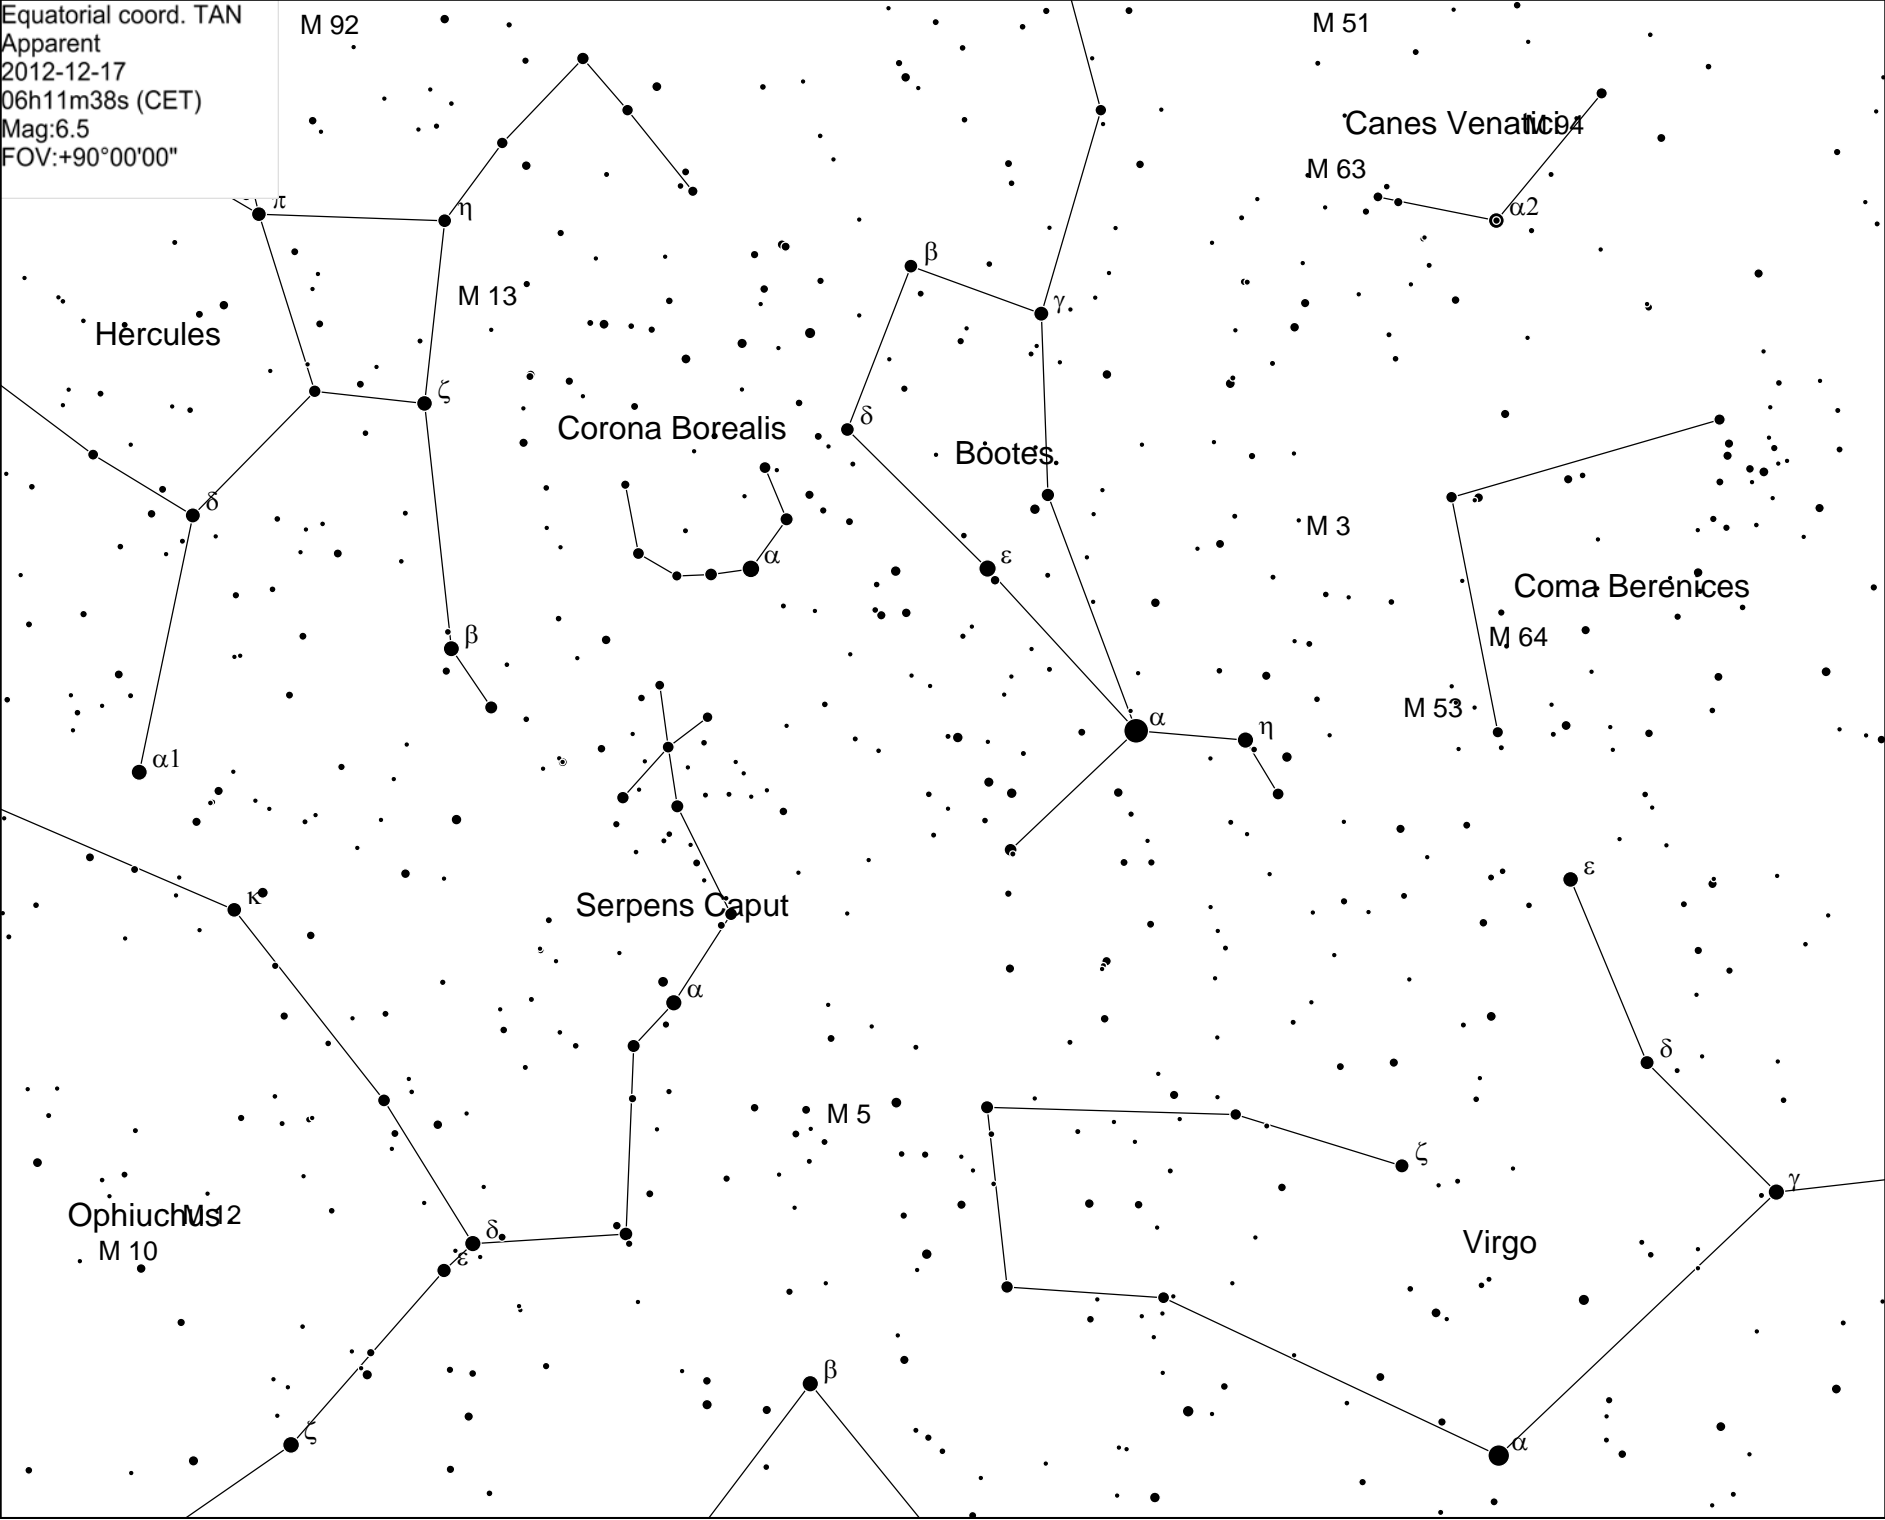 Equatorial coord. TAN
Apparent
2012-12-17
06h11m38s (CET)
Mag:6.5
FOV:+90°00'00"
M 92
M 51
Canes Venatici
M 94
M 63
α2
π
η
β
γ
M 13
Hercules
ζ
δ
Corona Borealis
Bootes
δ
α
ε
M 3
Coma Berenices
M 64
β
M 53
α
η
α1
ε
κ
Serpens Caput
α
δ
M 5
ζ
γ
Ophiuchus
M 12
M 10
δ
ε
Virgo
β
ζ
α